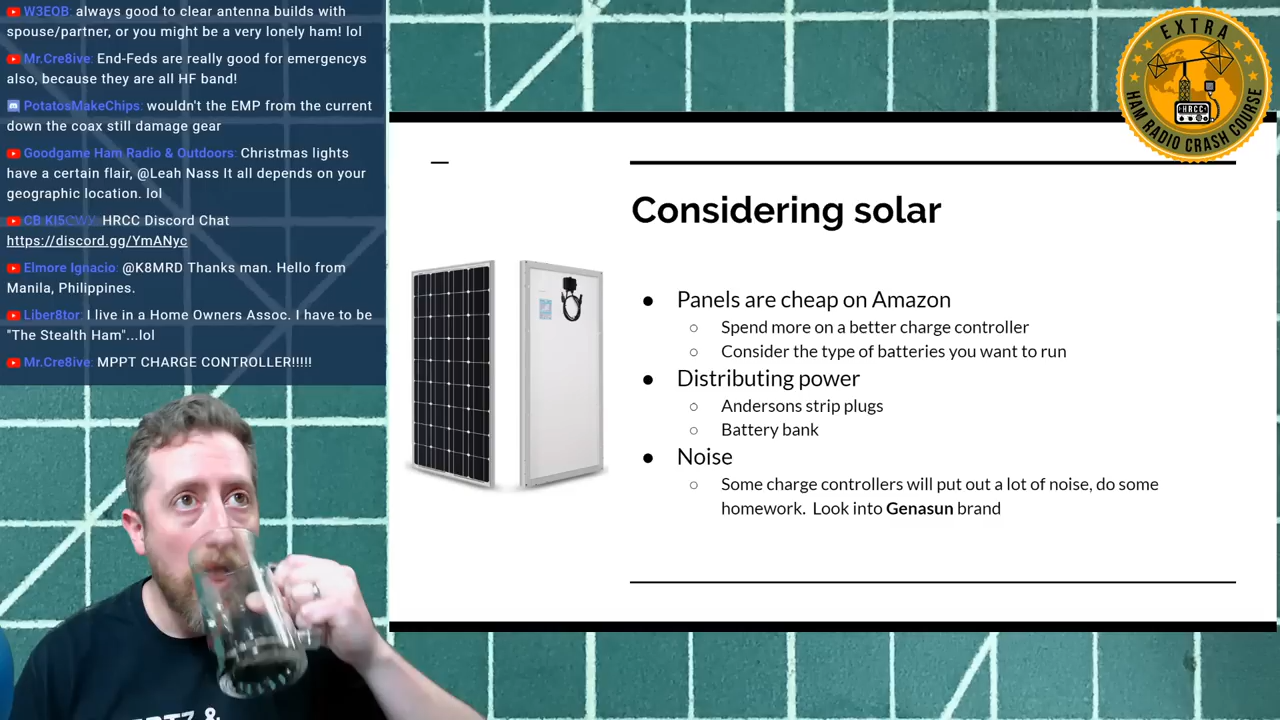 W3EOB: always good to clear antenna builds with
spouse/partner, or you might be a very lonely ham! lol
Mr.Cre8ive: End-Feds are really good for emergencys
also, because they are all HF band!
PotatosMakeChips: wouldn't the EMP from the current
down the coax still damage gear
Goodgame Ham Radio & Outdoors: Christmas lights
have a certain flair, @Leah Nass It all depends on your
geographic location. lol
CB KI5CWV: HRCC Discord Chat
https://discord.gg/YmANyc
Elmore Ignacio: @K8MRD Thanks man. Hello from
Manila, Philippines.
Liber8tor: I live in a Home Owners Assoc. I have to be
"The Stealth Ham"...lol
Mr.Cre8ive: MPPT CHARGE CONTROLLER!!!!!
EXTRA
HRCC
HAM RADIO CRASH COURSE
Considering solar
● Panels are cheap on Amazon
○ Spend more on a better charge controller
○ Consider the type of batteries you want to run
● Distributing power
○ Andersons strip plugs
○ Battery bank
● Noise
○ Some charge controllers will put out a lot of noise, do some
homework. Look into Genasun brand